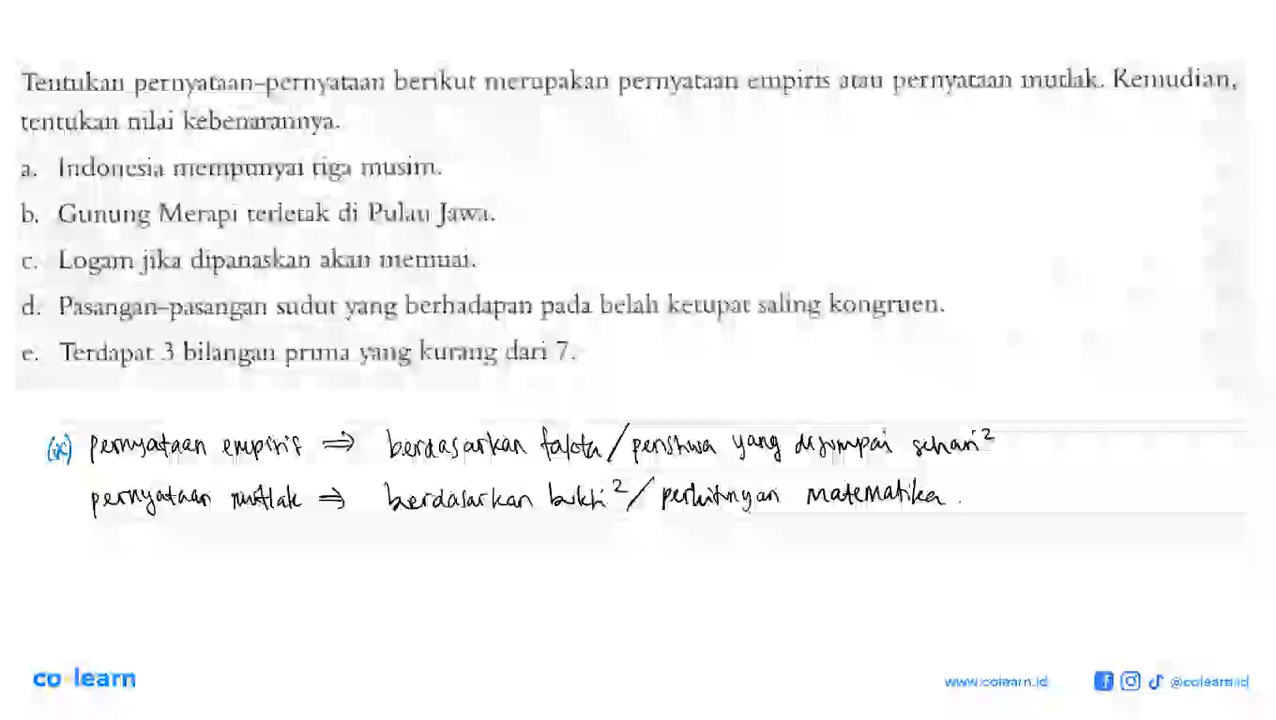 Tentukan pernyataan-pernyataan berikut merupakan pernyataan empiris atau pernyataan mutlak. Kemudian,
tentukan nilai kebenarannya.
a. Indonesia mempunyai tiga musim.
b. Gunung Merapi terletak di Pulau Jawa.
c. Logam jika dipanaskan akan memuai.
d. Pasangan-pasangan sudut yang berhadapan pada belah ketupat saling kongruen.
e. Terdapat 3 bilangan prima yang kurang dari 7.
(*) pernyataan empirif ⇒ berdasarkan fakta / peristiwa yang dijumpai sehari²
pernyataan mutlak ⇒ berdasarkan bukti² / perhitungan matematika.
co learn
www.colearn.id @colearn.id